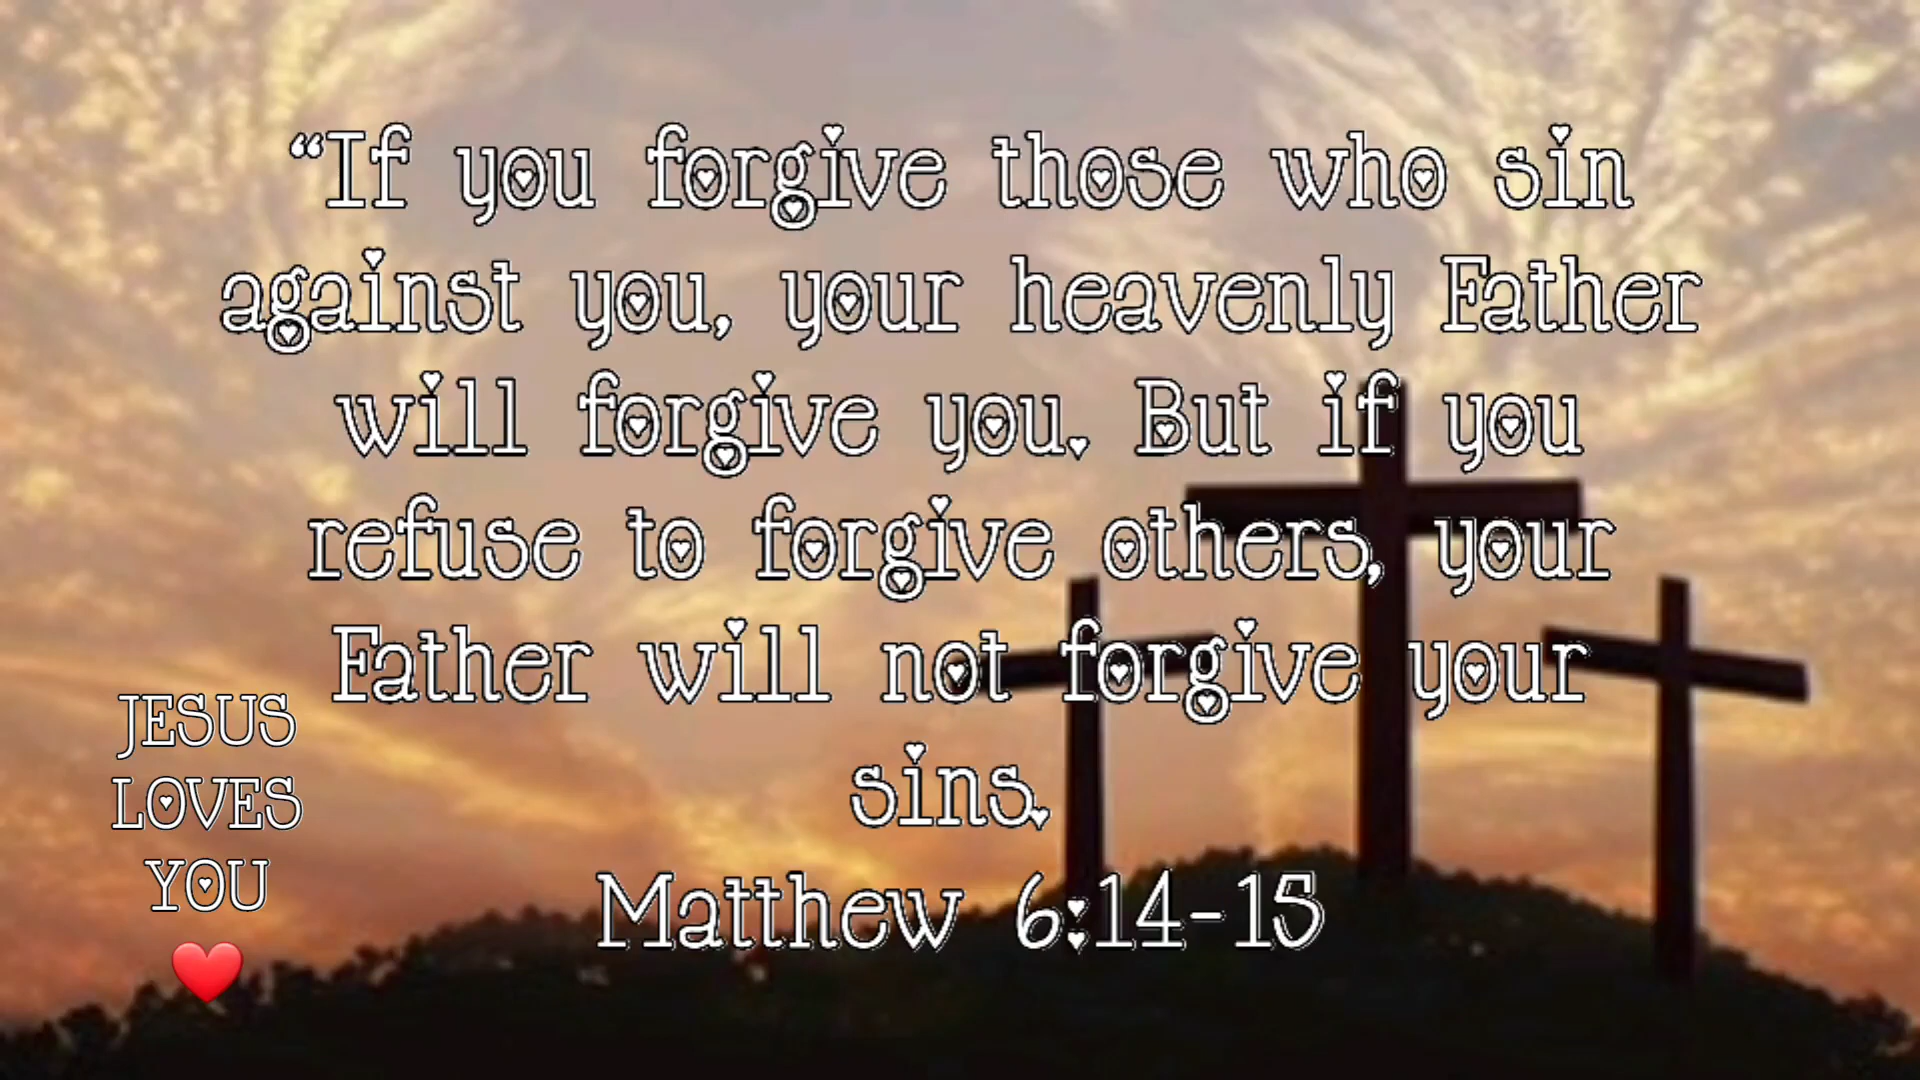 “If you forgive those who sin
against you, your heavenly Father
will forgive you. But if you
refuse to forgive others, your
Father will not forgive your
sins.
Matthew 6:14-15
JESUS
LOVES
YOU